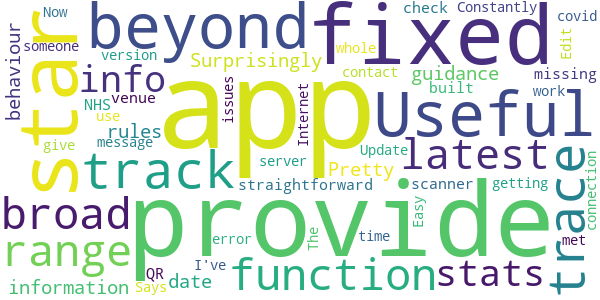 behaviour
Now
someone
star
beyond
version
info
NHS
venue
use
rules
give
message
track
Surprisingly
issues
app
Internet
whole
contact
fixed
check
Constantly
covid
Edit
guidance
built
missing
work
Useful
Update
latest
trace
connection
server
Pretty
straightforward
scanner
getting
broad
provide
range
error
The
time
Easy
met
information
Says
QR
date
I've
function
stats